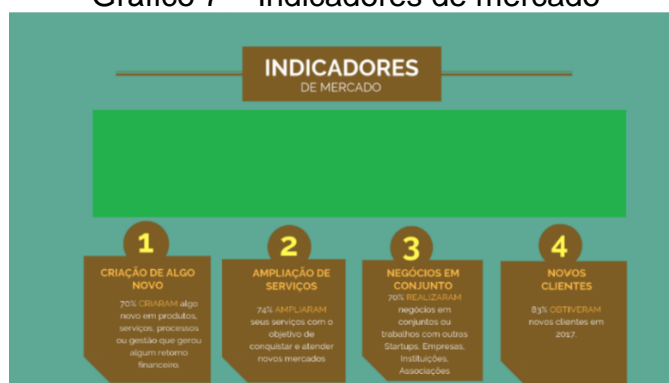 Gráfico 7 – Indicadores de mercado
INDICADORES
DE MERCADO
1
CRIAÇÃO DE ALGO
NOVO
70% CRIARAM algo
novo em produtos,
serviços, processos
ou gestão que gerou
algum retorno
financeiro.
2
AMPLIAÇÃO DE
SERVIÇOS
74% AMPLIARAM
seus serviços com o
objetivo de
conquistar e atender
novos mercados
3
NEGÓCIOS EM
CONJUNTO
70% REALIZARAM
negócios em
conjuntos ou
trabalhos com outros
Startups, Empresas,
Instituições,
Associações
4
NOVOS
CLIENTES
83% OBTIVERAM
novos clientes em
2017.